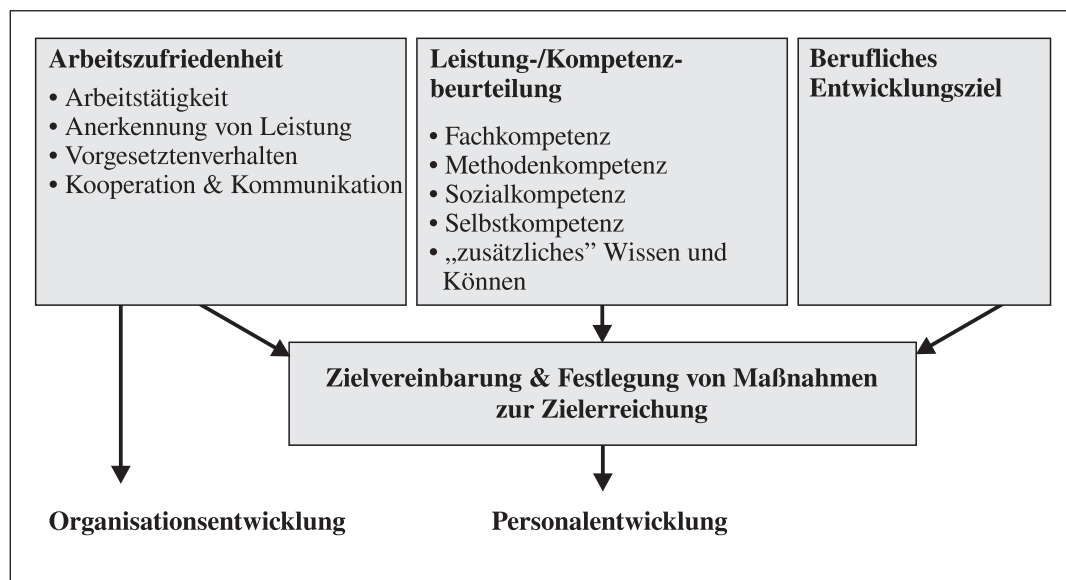 Arbeitszufriedenheit
• Arbeitstätigkeit
• Anerkennung von Leistung
• Vorgesetztenverhalten
• Kooperation & Kommunikation
Leistung-/Kompetenz-
beurteilung
• Fachkompetenz
• Methodenkompetenz
• Sozialkompetenz
• Selbstkompetenz
• „zusätzliches” Wissen und
Können
Berufliches
Entwicklungsziel
Zielvereinbarung & Festlegung von Maßnahmen
zur Zielerreichung
Organisationsentwicklung
Personalentwicklung